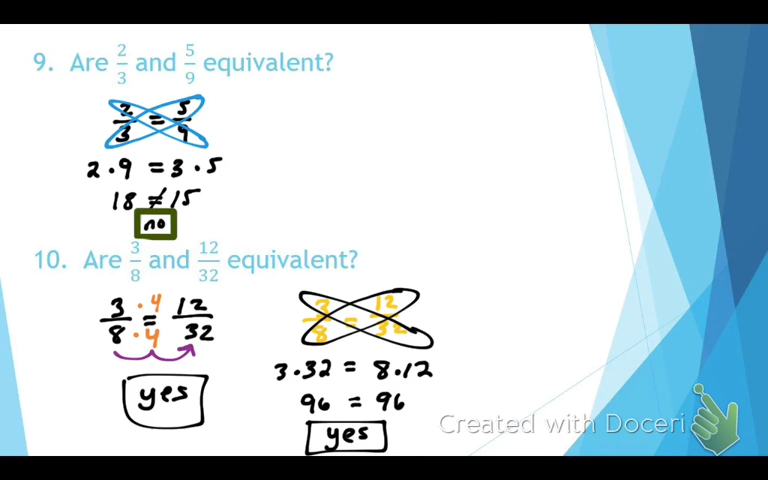 9. Are 2/3 and 5/9 equivalent?
2/3 = 5/9
2 · 9 = 3 · 5
18 ≠ 15
no
10. Are 3/8 and 12/32 equivalent?
3/8 · 4/· 4 = 12/32
yes
3/8 = 12/32
3 · 32 = 8 · 12
96 = 96
yes
Created with Doceri